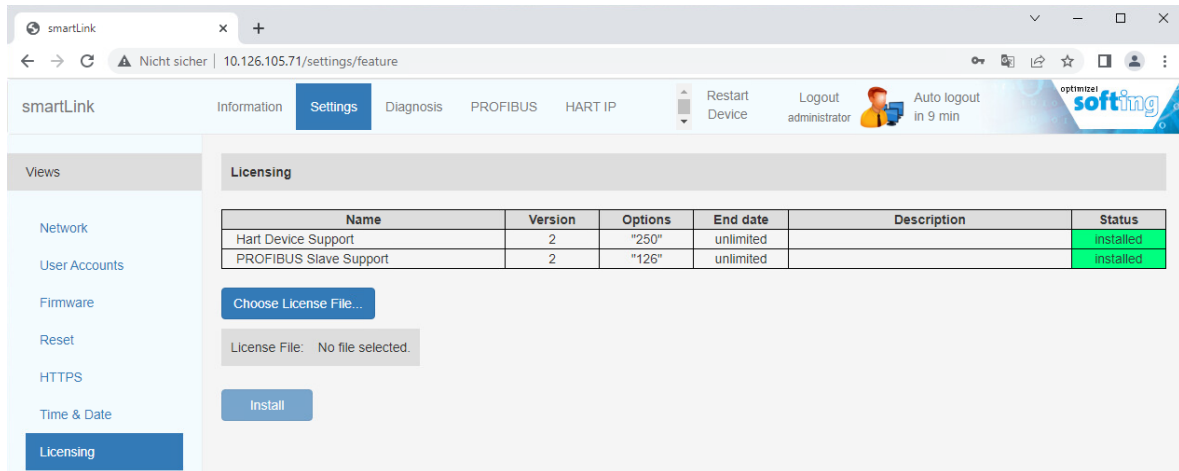 smartLink
Nicht sicher | 10.126.105.71/settings/feature
smartLink Information Settings Diagnosis PROFIBUS HART IP Restart Device Logout administrator Auto logout in 9 min optimize! softing
Views
Network
User Accounts
Firmware
Reset
HTTPS
Time & Date
Licensing
Licensing
Name Version Options End date Description Status
Hart Device Support 2 "250" unlimited installed
PROFIBUS Slave Support 2 "126" unlimited installed
Choose License File...
License File: No file selected.
Install